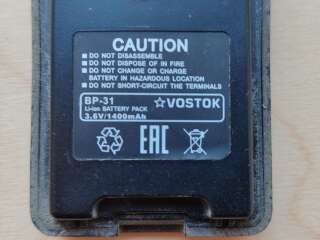 CAUTION
■ DO NOT DISASSEMBLE
■ DO NOT DISPOSE OF IN FIRE
■ DO NOT CHANGE OR CHARGE
BATTERY IN HAZARDOUS LOCATION
■ DO NOT SHORT-CIRCUIT THE TERMINALS
BP-31 ☆VOSTOK
Li-Ion BATTERY PACK
3.6V/1400mAh
EAC